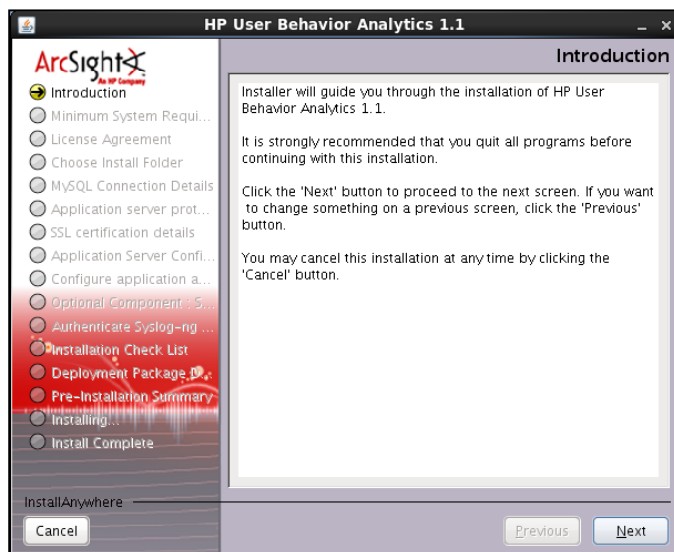 HP User Behavior Analytics 1.1
ArcSight
An HP Company
Introduction
Introduction
Minimum System Requi...
License Agreement
Choose Install Folder
MySQL Connection Details
Application server prot...
SSL certification details
Application Server Confi...
Configure application a...
Optional Component : S...
Authenticate Syslog-ng ...
Installation Check List
Deployment Package D...
Pre-Installation Summary
Installing...
Install Complete
Installer will guide you through the installation of HP User
Behavior Analytics 1.1.
It is strongly recommended that you quit all programs before
continuing with this installation.
Click the 'Next' button to proceed to the next screen. If you want
to change something on a previous screen, click the 'Previous'
button.
You may cancel this installation at any time by clicking the
'Cancel' button.
InstallAnywhere
Cancel
Previous
Next